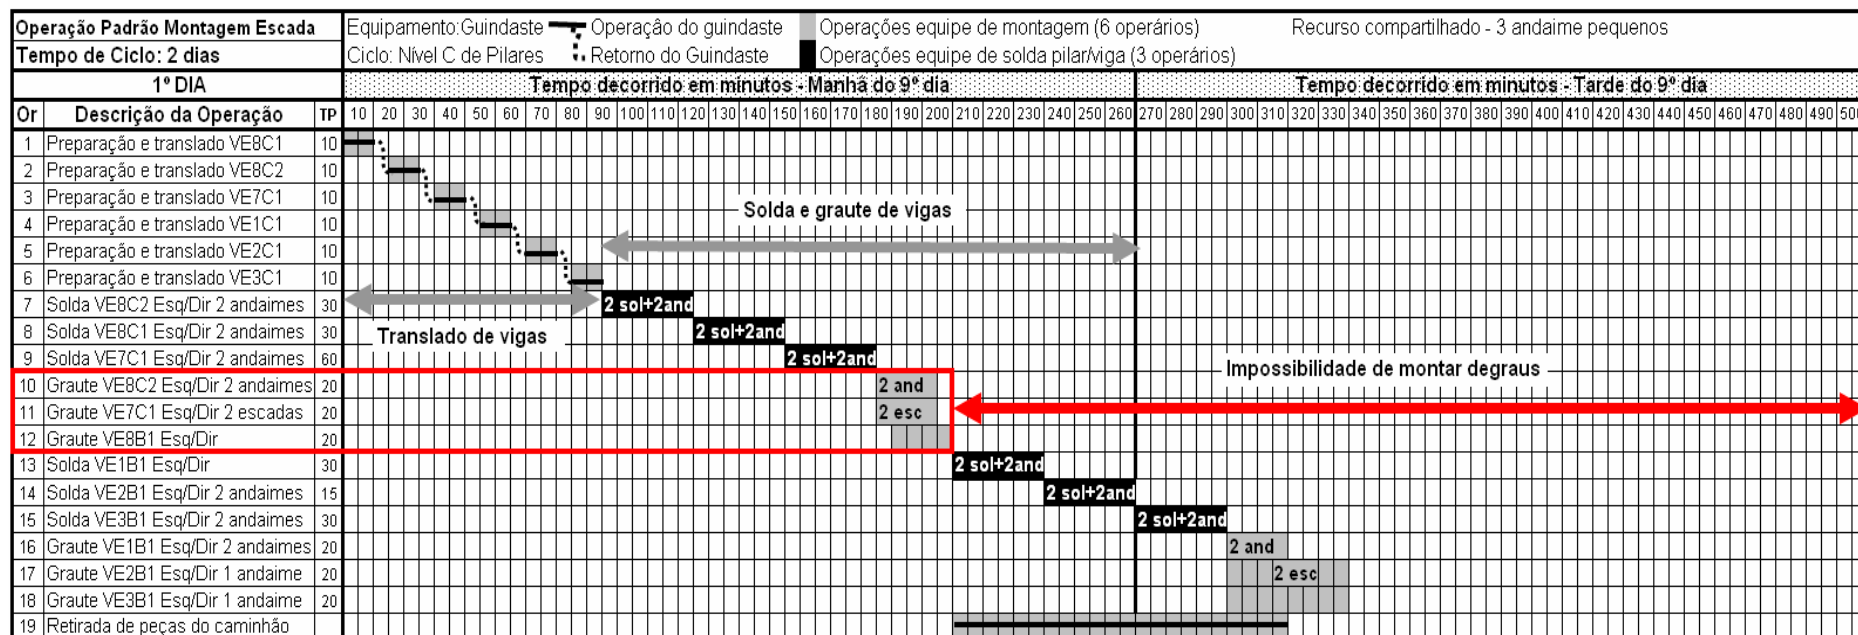 Operação Padrão Montagem Escada
Equipamento:Guindaste Operação do guindaste Operações equipe de montagem (6 operários) Recurso compartilhado - 3 andaime pequenos
Tempo de Ciclo: 2 dias
Ciclo: Nível C de Pilares Retorno do Guindaste Operações equipe de solda pilar/viga (3 operários)
1º DIA Tempo decorrido em minutos - Manhã do 9º dia Tempo decorrido em minutos - Tarde do 9º dia
Or Descrição da Operação TP 10 20 30 40 50 60 70 80 90 100 110 120 130 140 150 160 170 180 190 200 210 220 230 240 250 260 270 280 290 300 310 320 330 340 350 360 370 380 390 400 410 420 430 440 450 460 470 480 490 500
1 Preparação e translado VE8C1 10
2 Preparação e translado VE8C2 10
3 Preparação e translado VE7C1 10
Solda e graute de vigas
4 Preparação e translado VE1C1 10
5 Preparação e translado VE2C1 10
6 Preparação e translado VE3C1 10
7 Solda VE8C2 Esq/Dir 2 andaimes 30 2 sol+2and
8 Solda VE8C1 Esq/Dir 2 andaimes 30 2 sol+2and
Translado de vigas
9 Solda VE7C1 Esq/Dir 2 andaimes 60 2 sol+2and
Impossibilidade de montar degraus
10 Graute VE8C2 Esq/Dir 2 andaimes 20 2 and
11 Graute VE7C1 Esq/Dir 2 escadas 20 2 esc
12 Graute VE8B1 Esq/Dir 20
13 Solda VE1B1 Esq/Dir 30 2 sol+2and
14 Solda VE2B1 Esq/Dir 2 andaimes 15 2 sol+2and
15 Solda VE3B1 Esq/Dir 2 andaimes 30 2 sol+2and
16 Graute VE1B1 Esq/Dir 2 andaimes 20 2 and
17 Graute VE2B1 Esq/Dir 1 andaime 20 2 esc
18 Graute VE3B1 Esq/Dir 1 andaime 20
19 Retirada de peças do caminhão